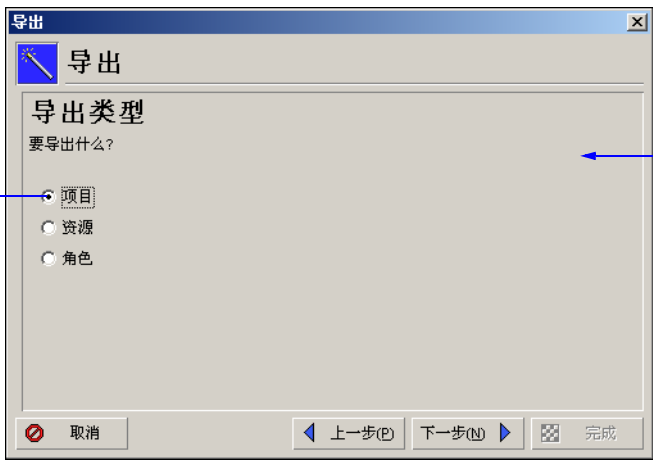 导出
导出
导出类型
要导出什么?
项目
资源
角色
取消
上一步(P)
下一步(N)
完成